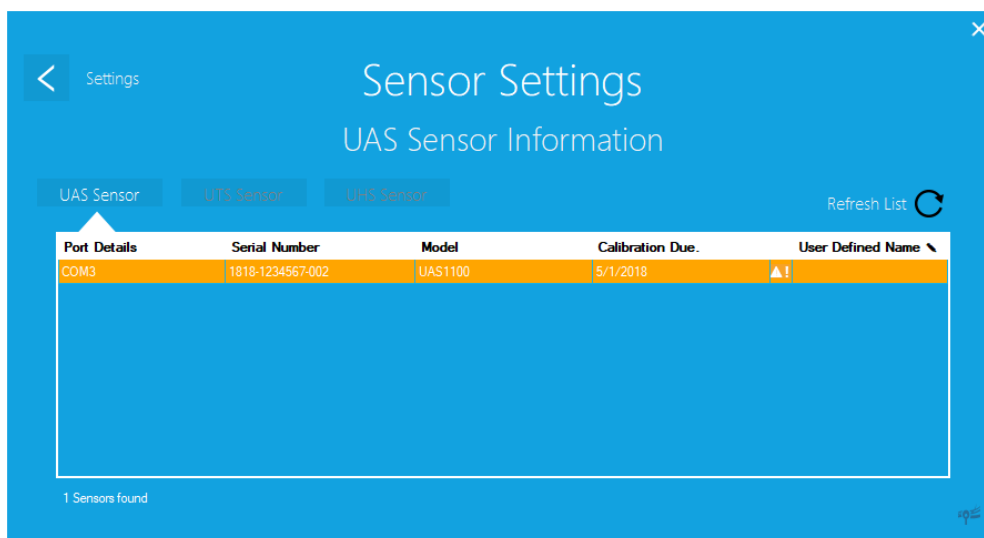 Settings
Sensor Settings
UAS Sensor Information
UAS Sensor UTS Sensor UHS Sensor
Refresh List
Port Details Serial Number Model Calibration Due. User Defined Name
COM3 1818-1234567-002 UAS1100 5/1/2018
1 Sensors found